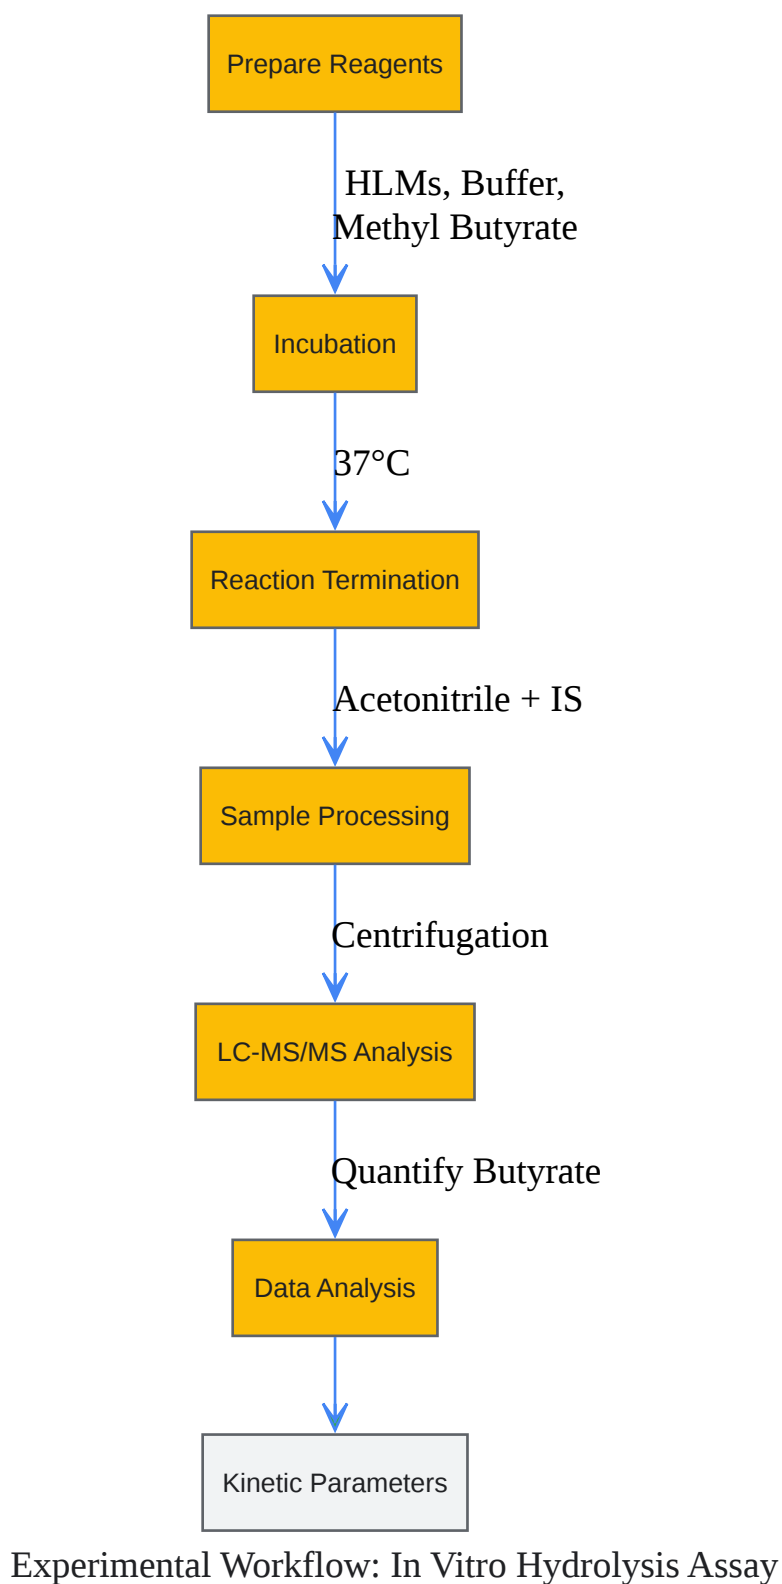 Prepare Reagents
HLMs, Buffer,
Methyl Butyrate
Incubation
37°C
Reaction Termination
Acetonitrile + IS
Sample Processing
Centrifugation
LC-MS/MS Analysis
Quantify Butyrate
Data Analysis
Kinetic Parameters
Experimental Workflow: In Vitro Hydrolysis Assay